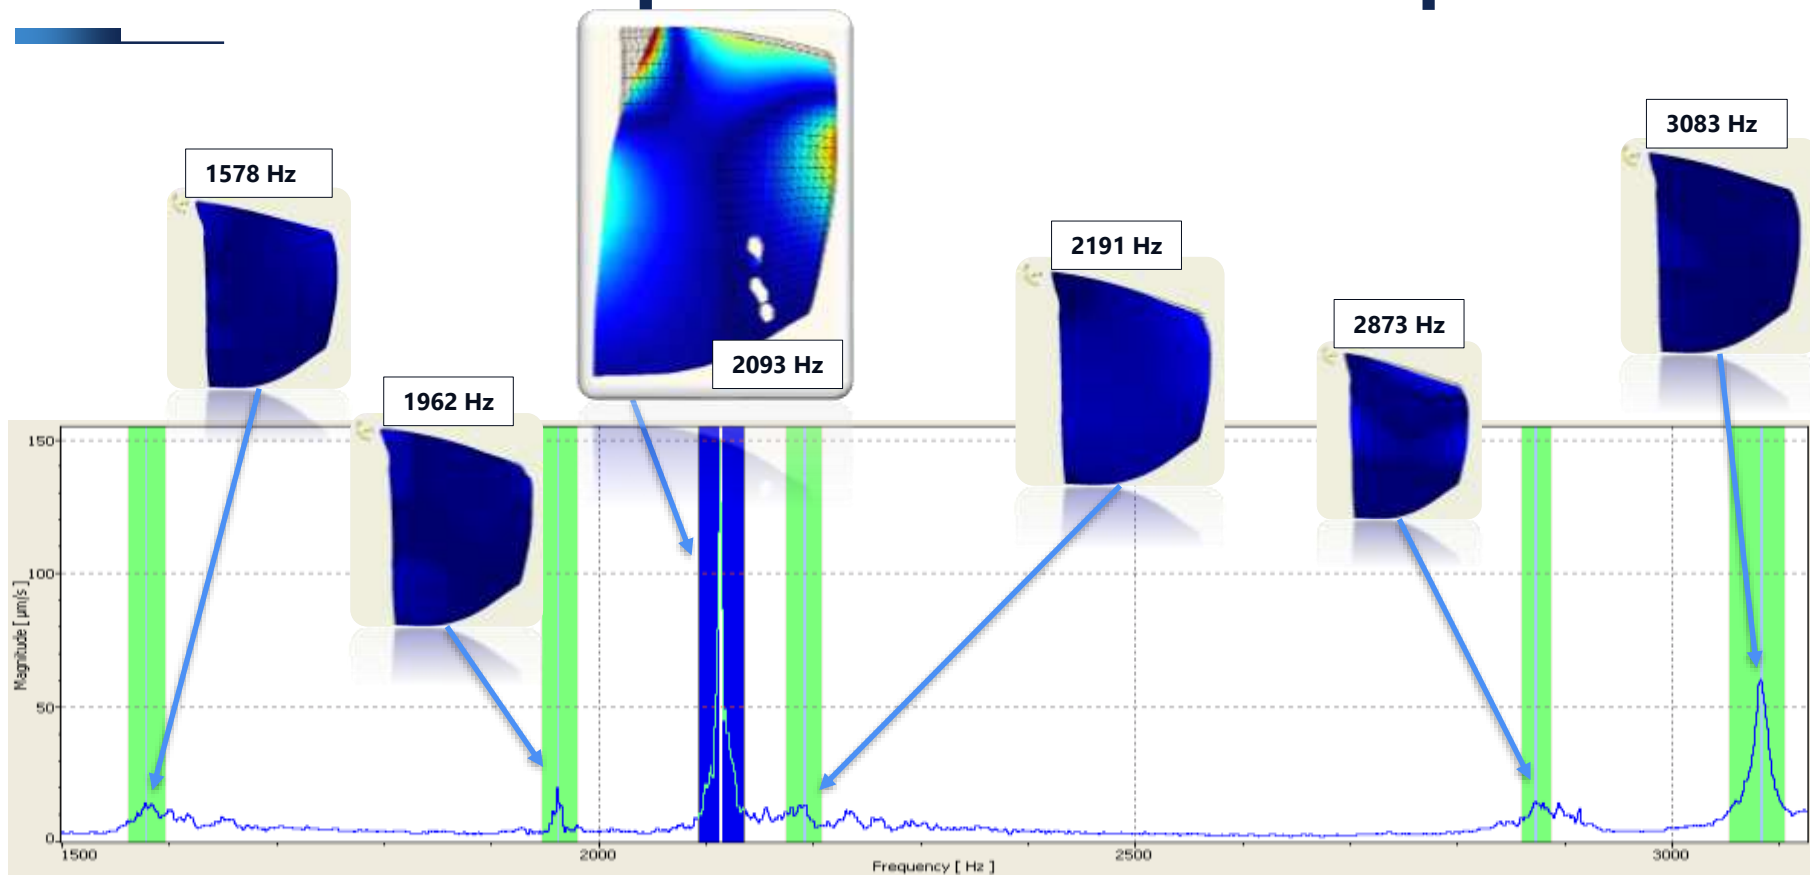 3083 Hz
1578 Hz
2191 Hz
2873 Hz
2093 Hz
1962 Hz
150
100
50
0
Magnitude [ µm/s ]
1500
2000
2500
3000
Frequency [ Hz ]